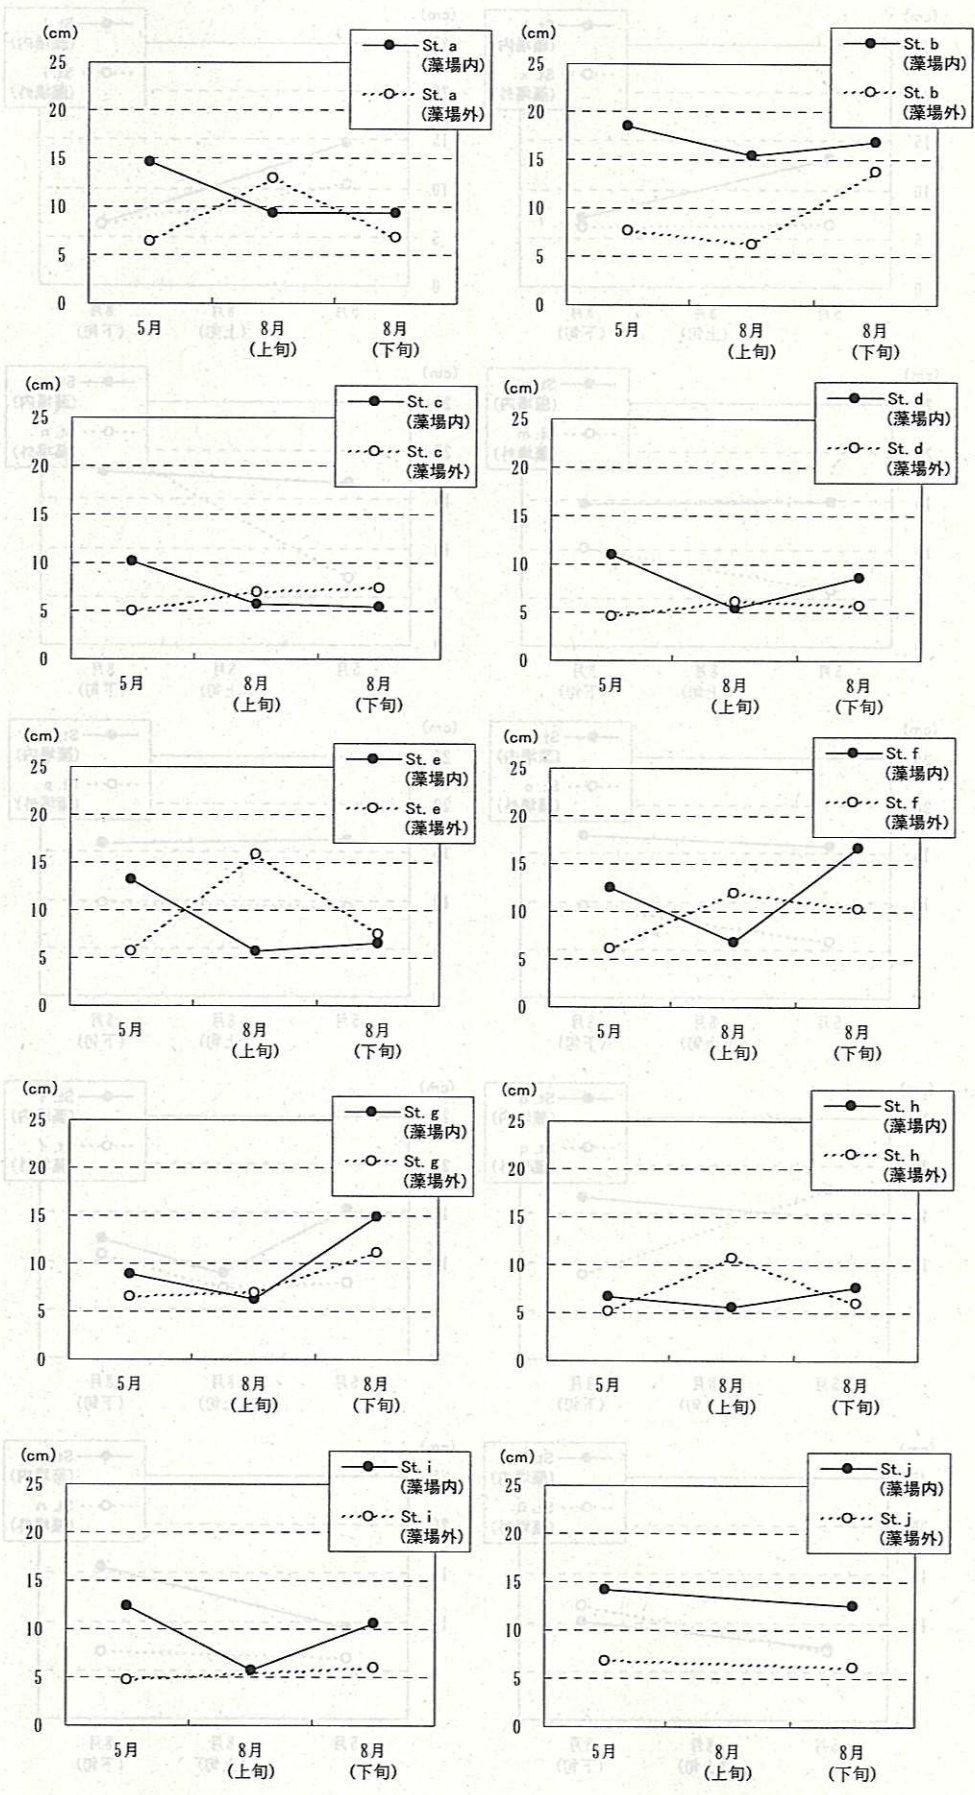 (cm)
25
20
15
10
5
0
5月
8月
(上旬)
8月
(下旬)
St. a
(藻場内)
St. a
(藻場外)
(cm)
25
20
15
10
5
0
5月
8月
(上旬)
8月
(下旬)
St. b
(藻場内)
St. b
(藻場外)
(cm)
25
20
15
10
5
0
5月
8月
(上旬)
8月
(下旬)
St. c
(藻場内)
St. c
(藻場外)
25
20
15
10
5
0
5月
8月
(上旬)
8月
(下旬)
St. d
(藻場内)
St. d
(藻場外)
(cm)
25
20
15
10
5
0
5月
8月
(上旬)
8月
(下旬)
St. e
(藻場内)
St. e
(藻場外)
25
20
15
10
5
0
5月
8月
(上旬)
8月
(下旬)
St. f
(藻場内)
St. f
(藻場外)
(cm)
25
20
15
10
5
0
5月
8月
(上旬)
8月
(下旬)
St. g
(藻場内)
St. g
(藻場外)
(cm)
25
20
15
10
5
0
5月
8月
(上旬)
8月
(下旬)
St. h
(藻場内)
St. h
(藻場外)
(cm)
25
20
15
10
5
0
5月
8月
(上旬)
8月
(下旬)
St. i
(藻場内)
St. i
(藻場外)
(cm)
25
20
15
10
5
0
5月
8月
(上旬)
8月
(下旬)
St. j
(藻場内)
St. j
(藻場外)